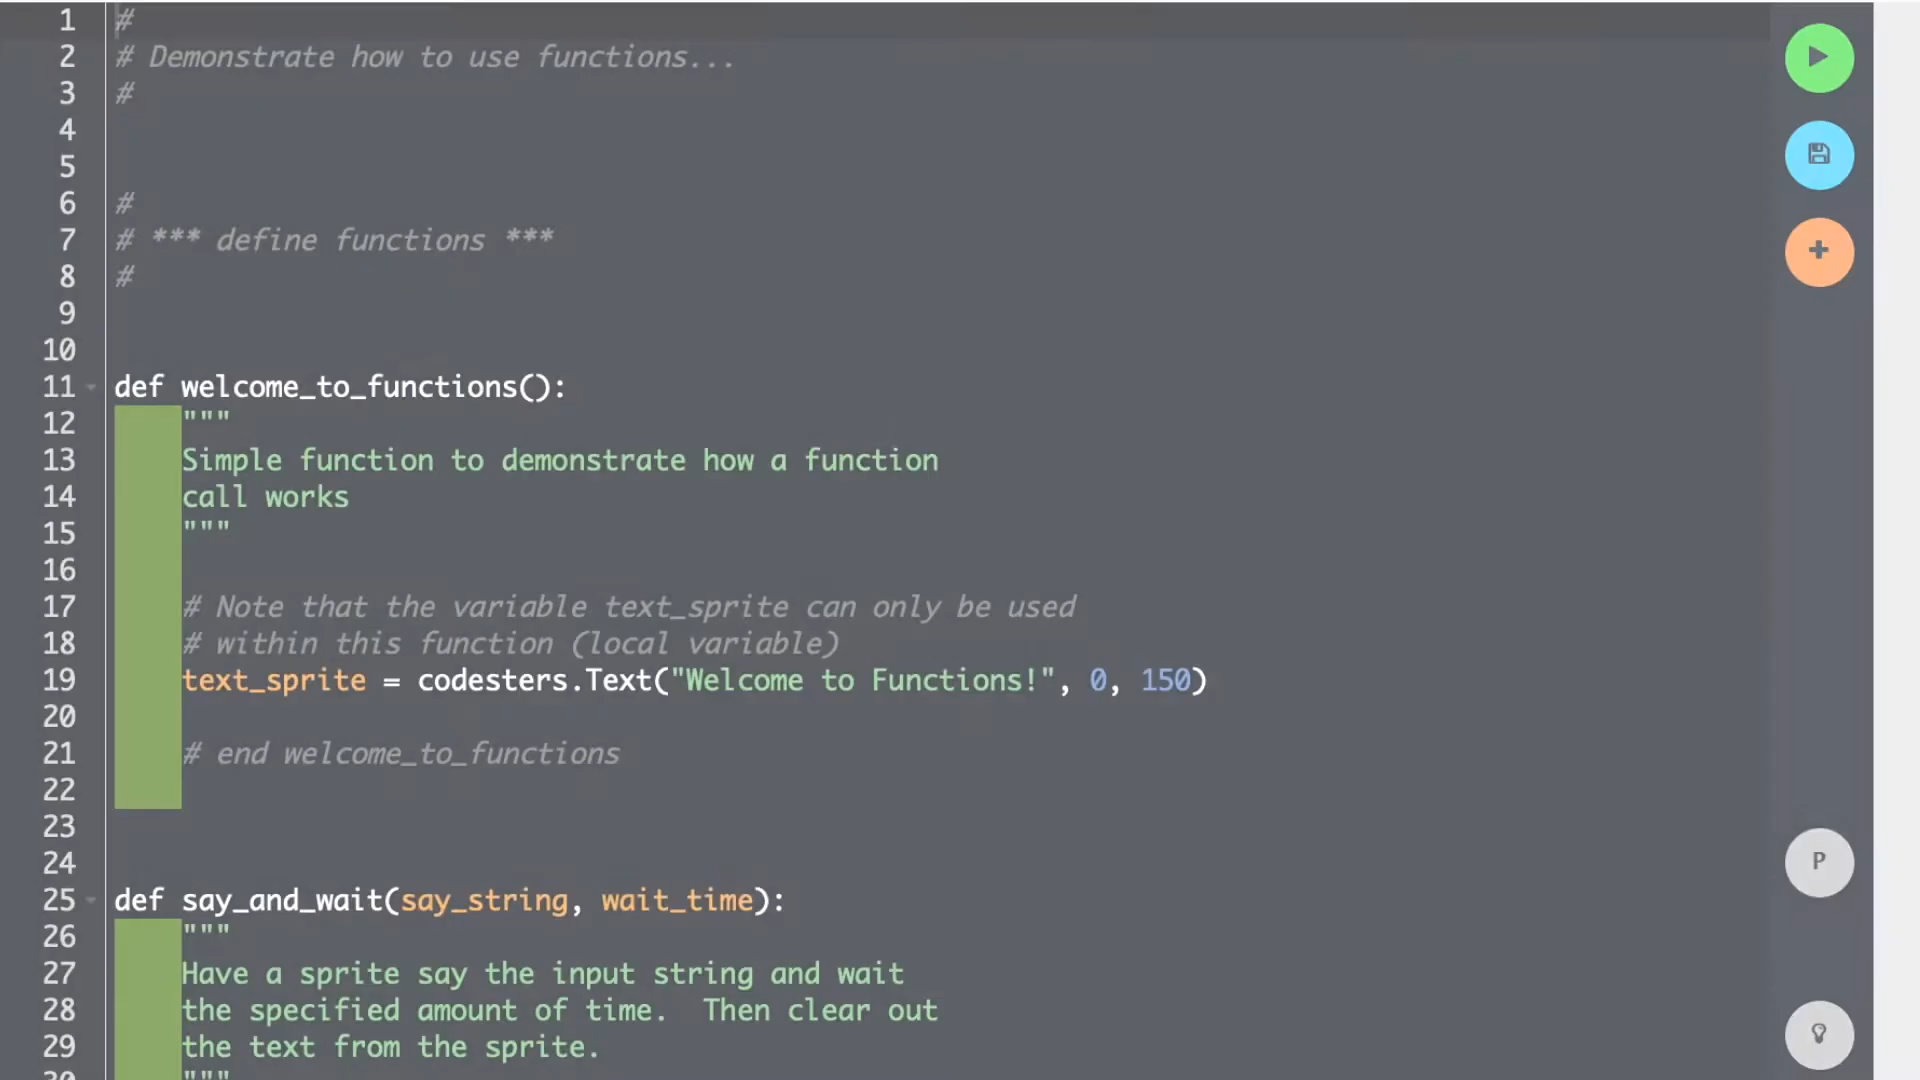 1 #
2 # Demonstrate how to use functions...
3 #
4
5
6 #
7 # *** define functions ***
8 #
9
10
11 def welcome_to_functions():
12 """
13 Simple function to demonstrate how a function
14 call works
15 """
16
17 # Note that the variable text_sprite can only be used
18 # within this function (local variable)
19 text_sprite = codesters.Text("Welcome to Functions!", 0, 150)
20
21 # end welcome_to_functions
22
23
24
25 def say_and_wait(say_string, wait_time):
26 """
27 Have a sprite say the input string and wait
28 the specified amount of time.  Then clear out
29 the text from the sprite.
30 """
P